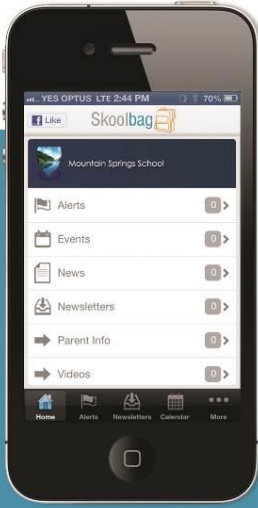 YES OPTUS LTE 2:44 PM 70%
f Like Skoolbag
Mountain Springs School
Alerts 0
Events 0
News 0
Newsletters 0
Parent Info 0
Videos 0
Home Alerts Newsletters Calendar More